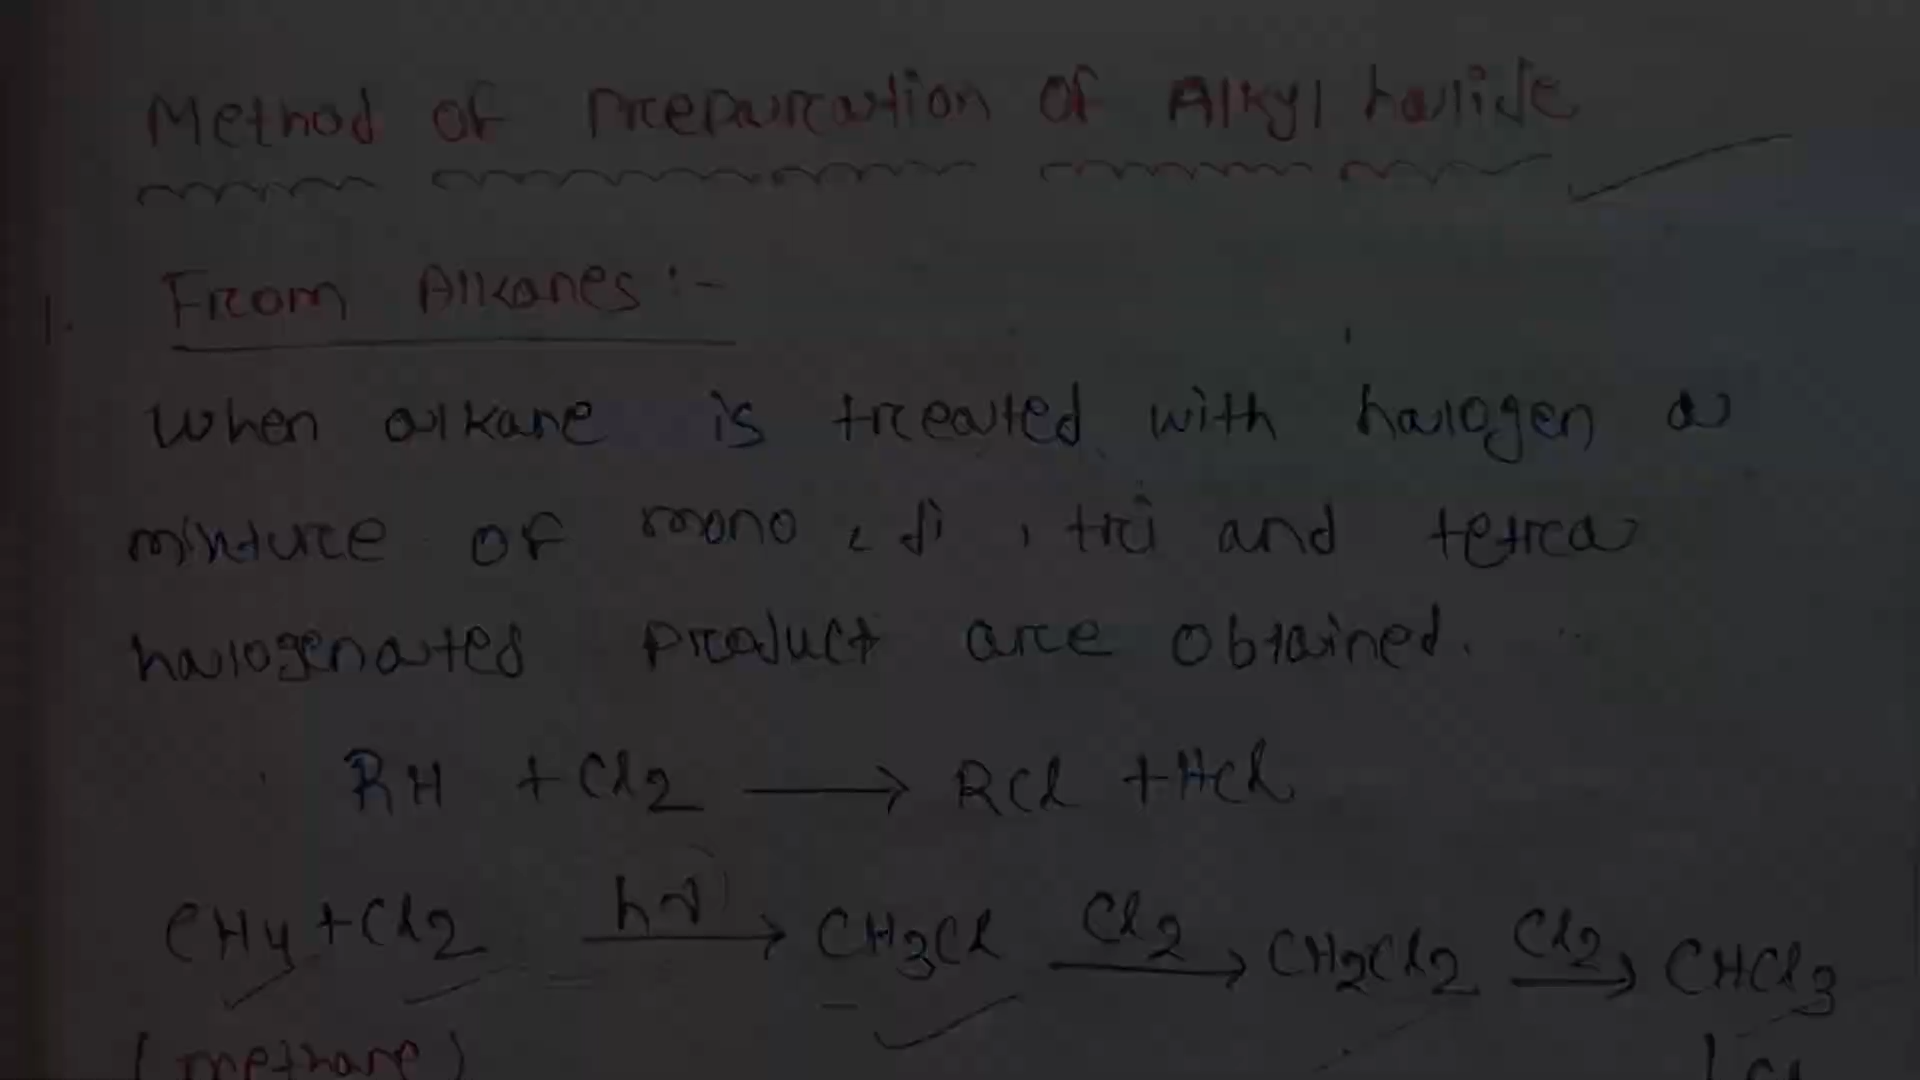 Method of Preparation of Alkyl halide
1. From Alkanes :-
When alkane is treated with halogen a
mixture of mono, di, tri and tetra
halogenated product are obtained.
RH + Cl2 ⟶ RCl + HCl
CH4 + Cl2 hν⟶ CH3Cl Cl2⟶ CH2Cl2 Cl2⟶ CHCl3
(methane)